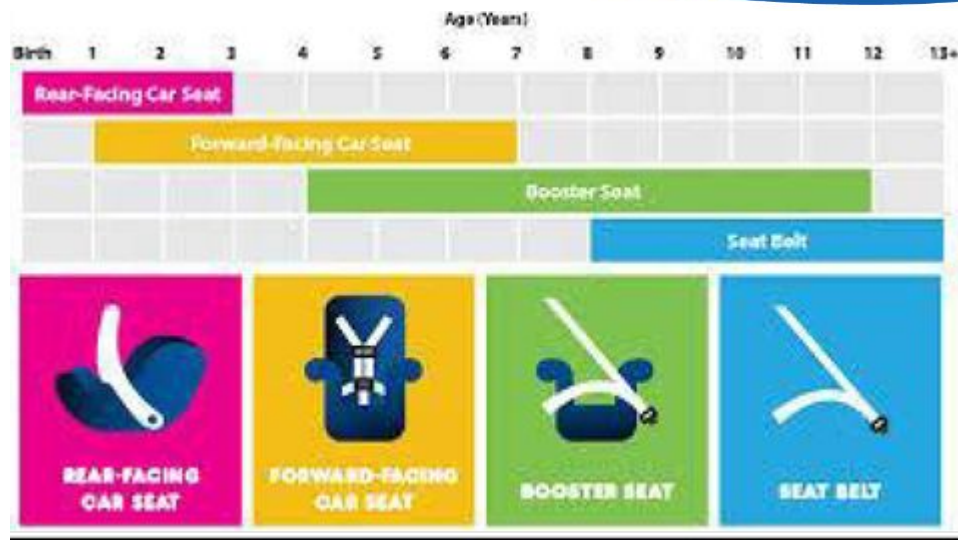 Age (Years)
Birth 1 2 3 4 5 6 7 8 9 10 11 12 13+
Rear-Facing Car Seat
Forward-Facing Car Seat
Booster Seat
Seat Belt
REAR-FACING
CAR SEAT
FORWARD-FACING
CAR SEAT
BOOSTER SEAT
SEAT BELT